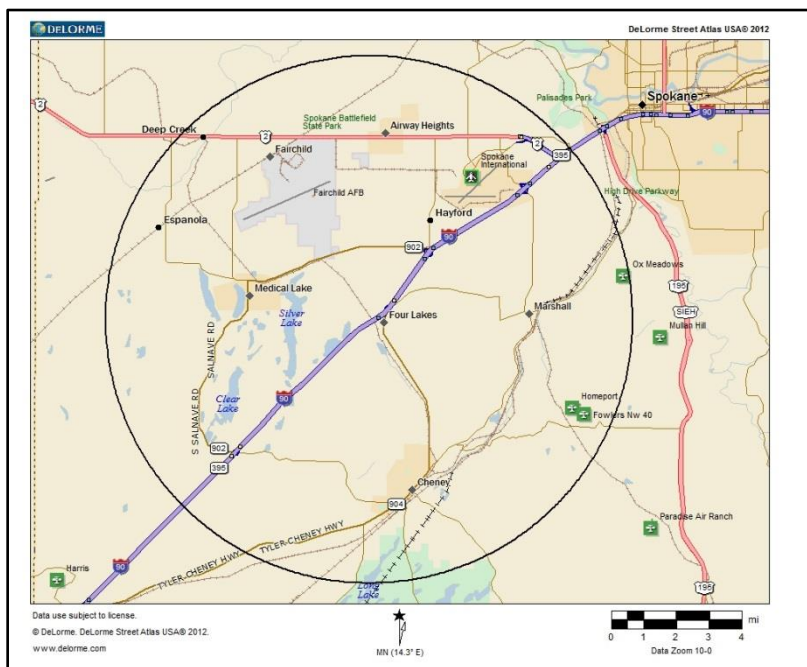 DELORME
DeLorme Street Atlas USA® 2012
2
Palisades Park
Spokane
90
Deep Creek
2
Spokane Battlefield
State Park
Airway Heights
2
395
Fairchild
Spokane
International
Fairchild AFB
High Drive Parkway
Espanola
Hayford
90
902
Ox Meadows
195
Medical Lake
Silver
Lake
Four Lakes
Marshall
SIEH
Mullan Hill
SALNAVE RD
S SALNAVE RD
Clear
Lake
90
Homeport
Fowlers Nw 40
902
395
Cheney
904
Paradise Air Ranch
TYLER CHENEY HWY
TYLER CHENEY HWY
90
Harris
Long
Lake
195
Data use subject to license.
© DeLorme. DeLorme Street Atlas USA® 2012.
www.delorme.com
MN (14.3° E)
mi
0 1 2 3 4
Data Zoom 10-0